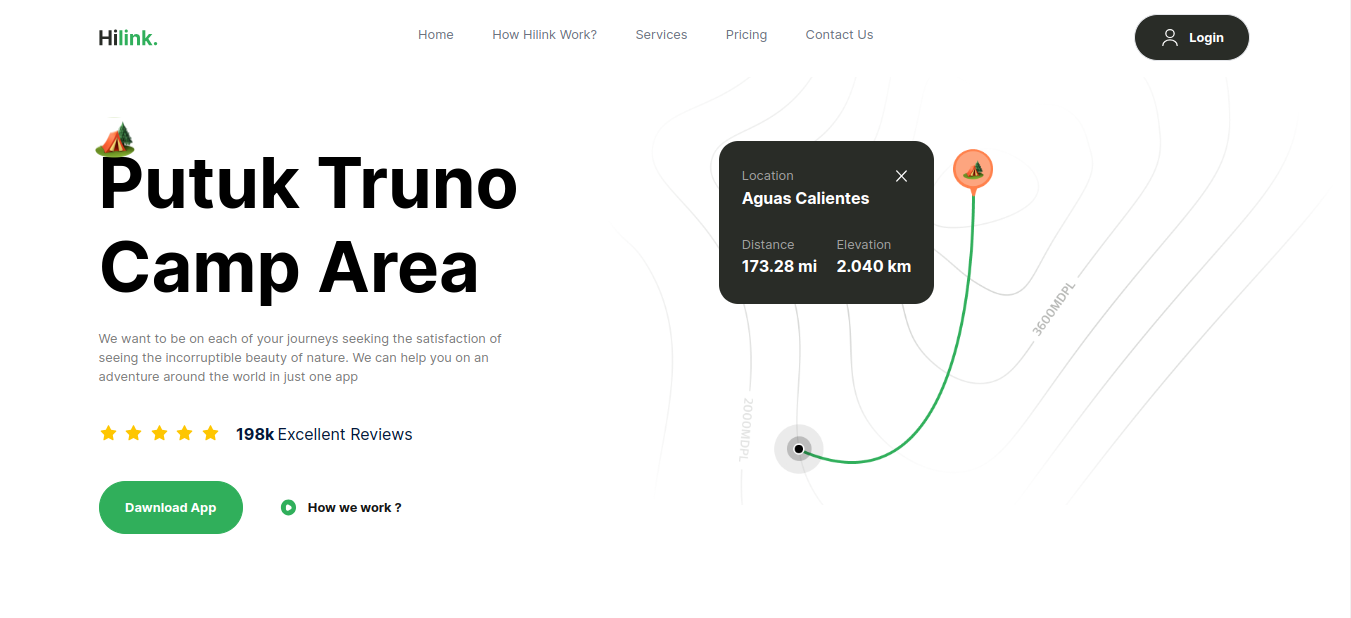 Hilink.
Home
How Hilink Work?
Services
Pricing
Contact Us
Login
Putuk Truno
Camp Area
We want to be on each of your journeys seeking the satisfaction of
seeing the incorruptible beauty of nature. We can help you on an
adventure around the world in just one app
198k Excellent Reviews
Dawnload App
How we work ?
Location
Aguas Calientes
Distance
Elevation
173.28 mi
2.040 km
3600MDPL
2000MDPL